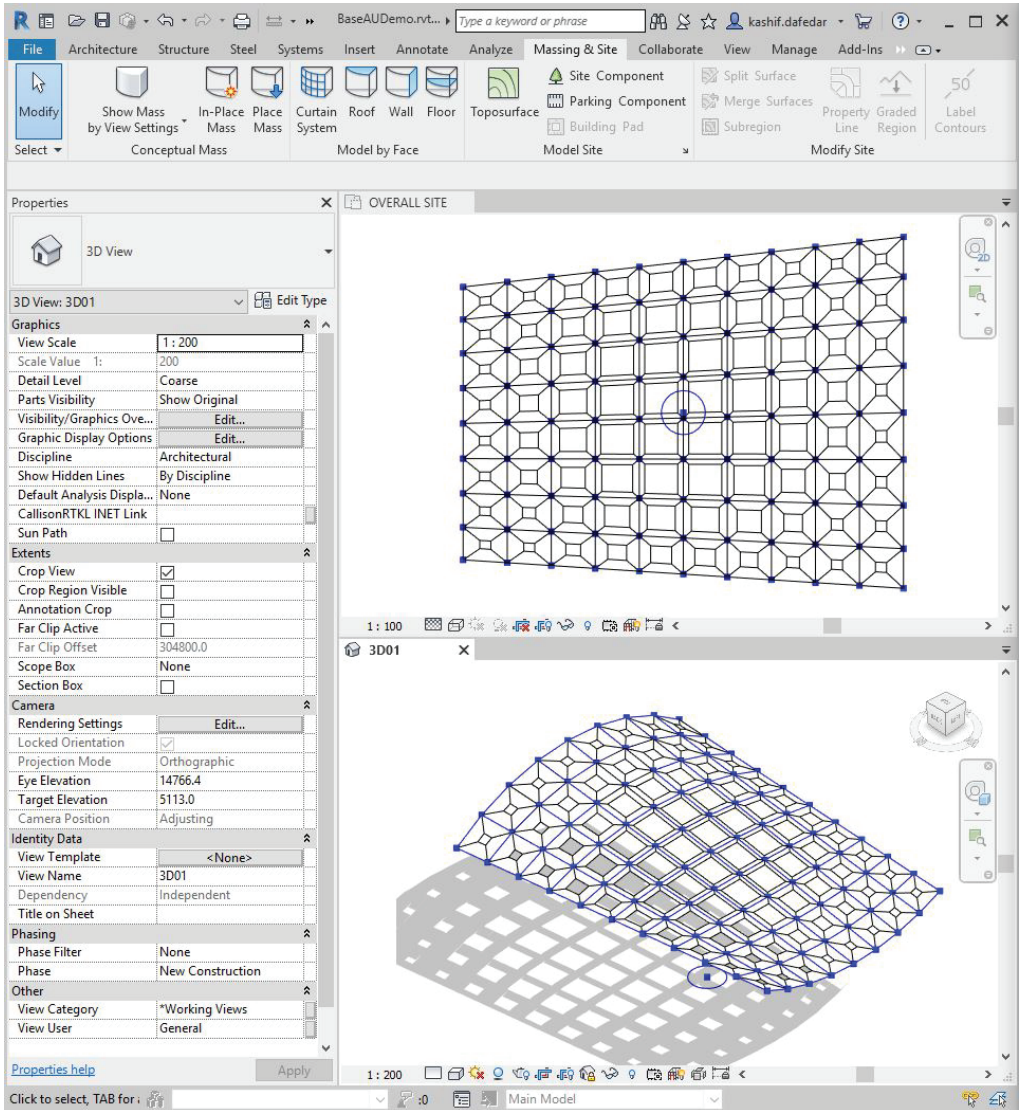 BaseAUDemo.rvt... Type a keyword or phrase kashif.dafedar
File Architecture Structure Steel Systems Insert Annotate Analyze Massing & Site Collaborate View Manage Add-Ins
Modify
Show Mass by View Settings
In-Place Mass
Place Mass
Curtain System
Roof
Wall
Floor
Toposurface
Site Component
Parking Component
Building Pad
Split Surface
Merge Surfaces
Subregion
Property Line
Graded Region
50
Label Contours
Select Conceptual Mass Model by Face Model Site Modify Site
Properties
3D View
3D View: 3D01 Edit Type
Graphics
View Scale 1 : 200
Scale Value 1: 200
Detail Level Coarse
Parts Visibility Show Original
Visibility/Graphics Ove... Edit...
Graphic Display Options Edit...
Discipline Architectural
Show Hidden Lines By Discipline
Default Analysis Displa... None
CallisonRTKL INET Link
Sun Path
Extents
Crop View
Crop Region Visible
Annotation Crop
Far Clip Active
Far Clip Offset 304800.0
Scope Box None
Section Box
Camera
Rendering Settings Edit...
Locked Orientation
Projection Mode Orthographic
Eye Elevation 14766.4
Target Elevation 5113.0
Camera Position Adjusting
Identity Data
View Template <None>
View Name 3D01
Dependency Independent
Title on Sheet
Phasing
Phase Filter None
Phase New Construction
Other
View Category *Working Views
View User General
Properties help Apply
OVERALL SITE
2D
1 : 100
3D01
1 : 200
Click to select, TAB for :0 Main Model